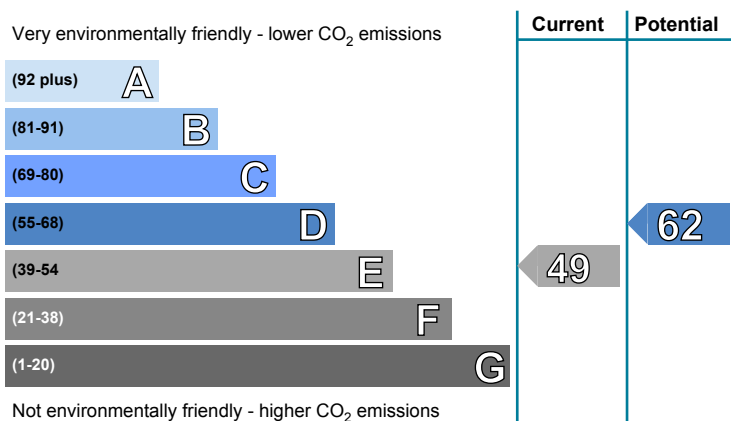 Very environmentally friendly - lower CO₂ emissions
Current
Potential
(92 plus) A
(81-91) B
(69-80) C
(55-68) D
62
(39-54 E
49
(21-38) F
(1-20) G
Not environmentally friendly - higher CO₂ emissions